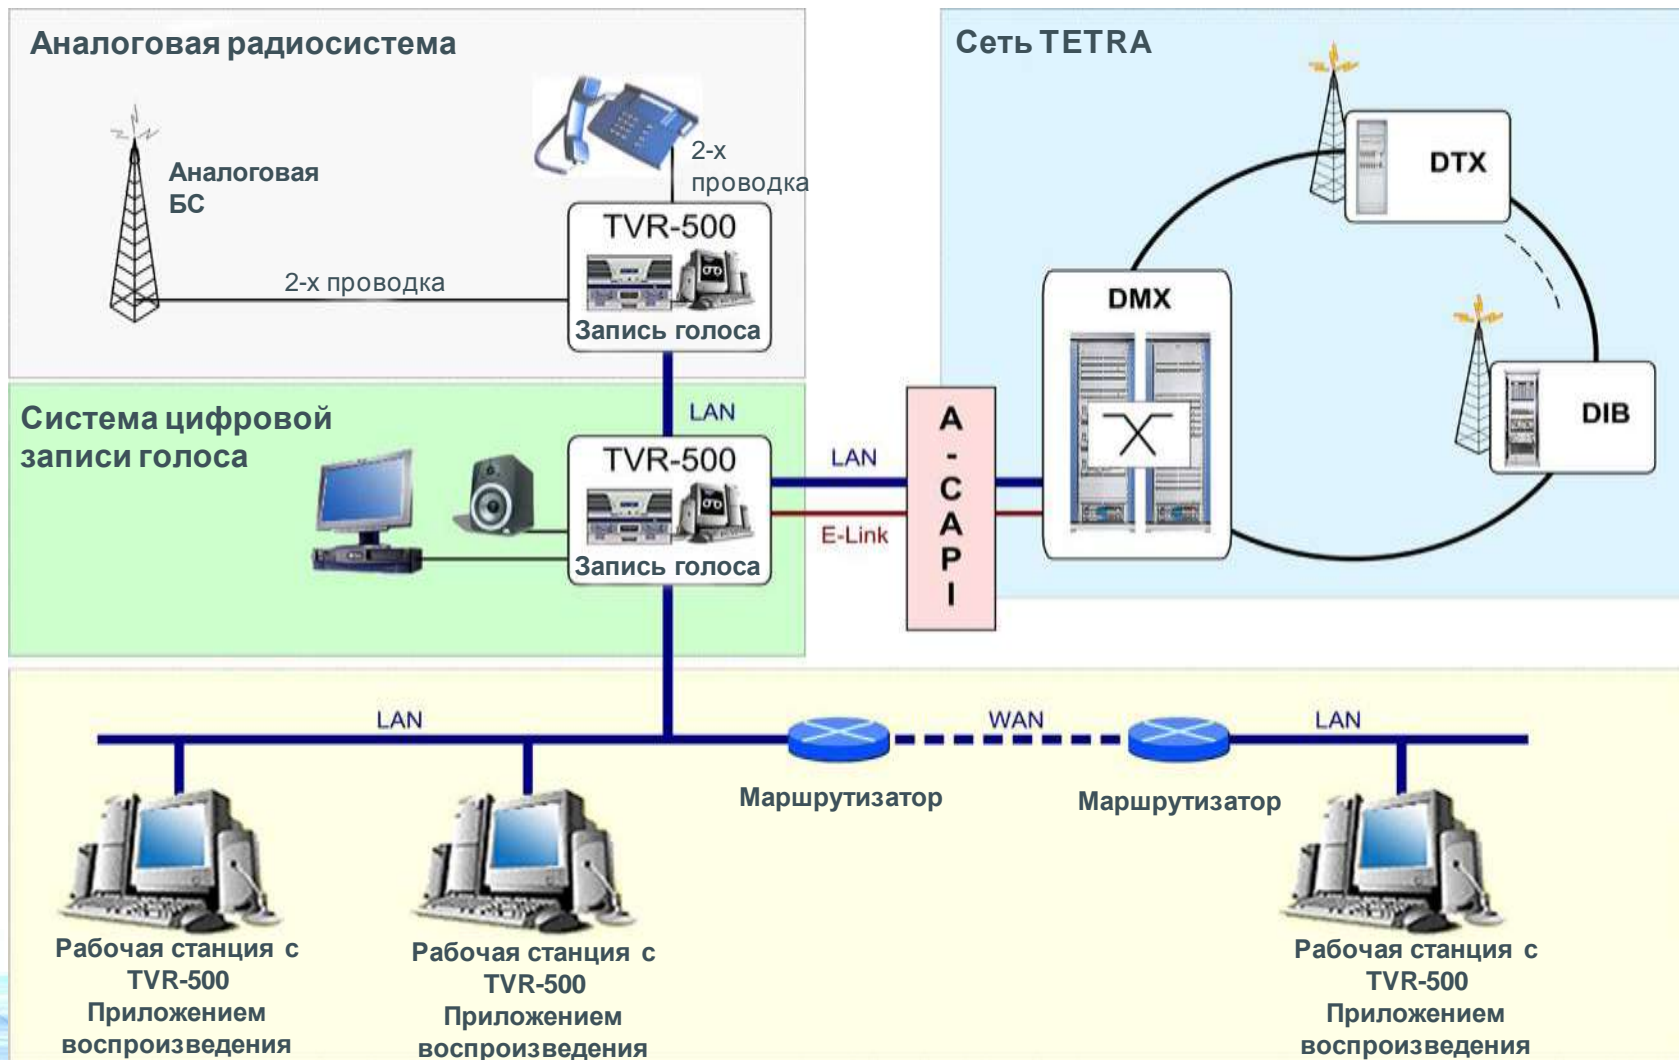 Аналоговая радиосистема
Сеть TETRA
2-х
проводка
Аналоговая
БС
TVR-500
2-х проводка
Запись голоса
DTX
DMX
DIB
LAN
Система цифровой
записи голоса
TVR-500
Запись голоса
LAN
E-Link
A
-
C
A
P
I
LAN
WAN
LAN
Маршрутизатор
Маршрутизатор
Рабочая станция с
TVR-500
Приложением
воспроизведения
Рабочая станция с
TVR-500
Приложением
воспроизведения
Рабочая станция с
TVR-500
Приложением
воспроизведения